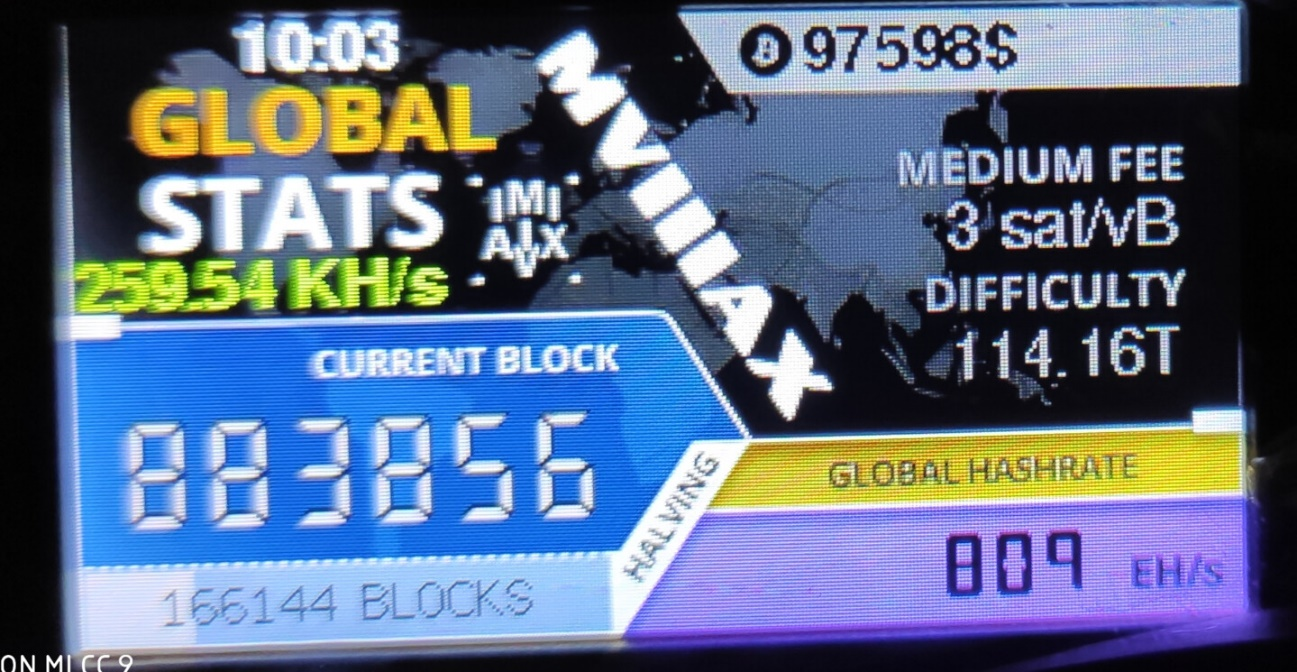 10:03
GLOBAL
STATS
259.54 KH/s
97598$
MEDIUM FEE
3 sat/vB
DIFFICULTY
114.16T
CURRENT BLOCK
883856
HALVING
166144 BLOCKS
GLOBAL HASHRATE
809 EH/s
ON MI CC 9